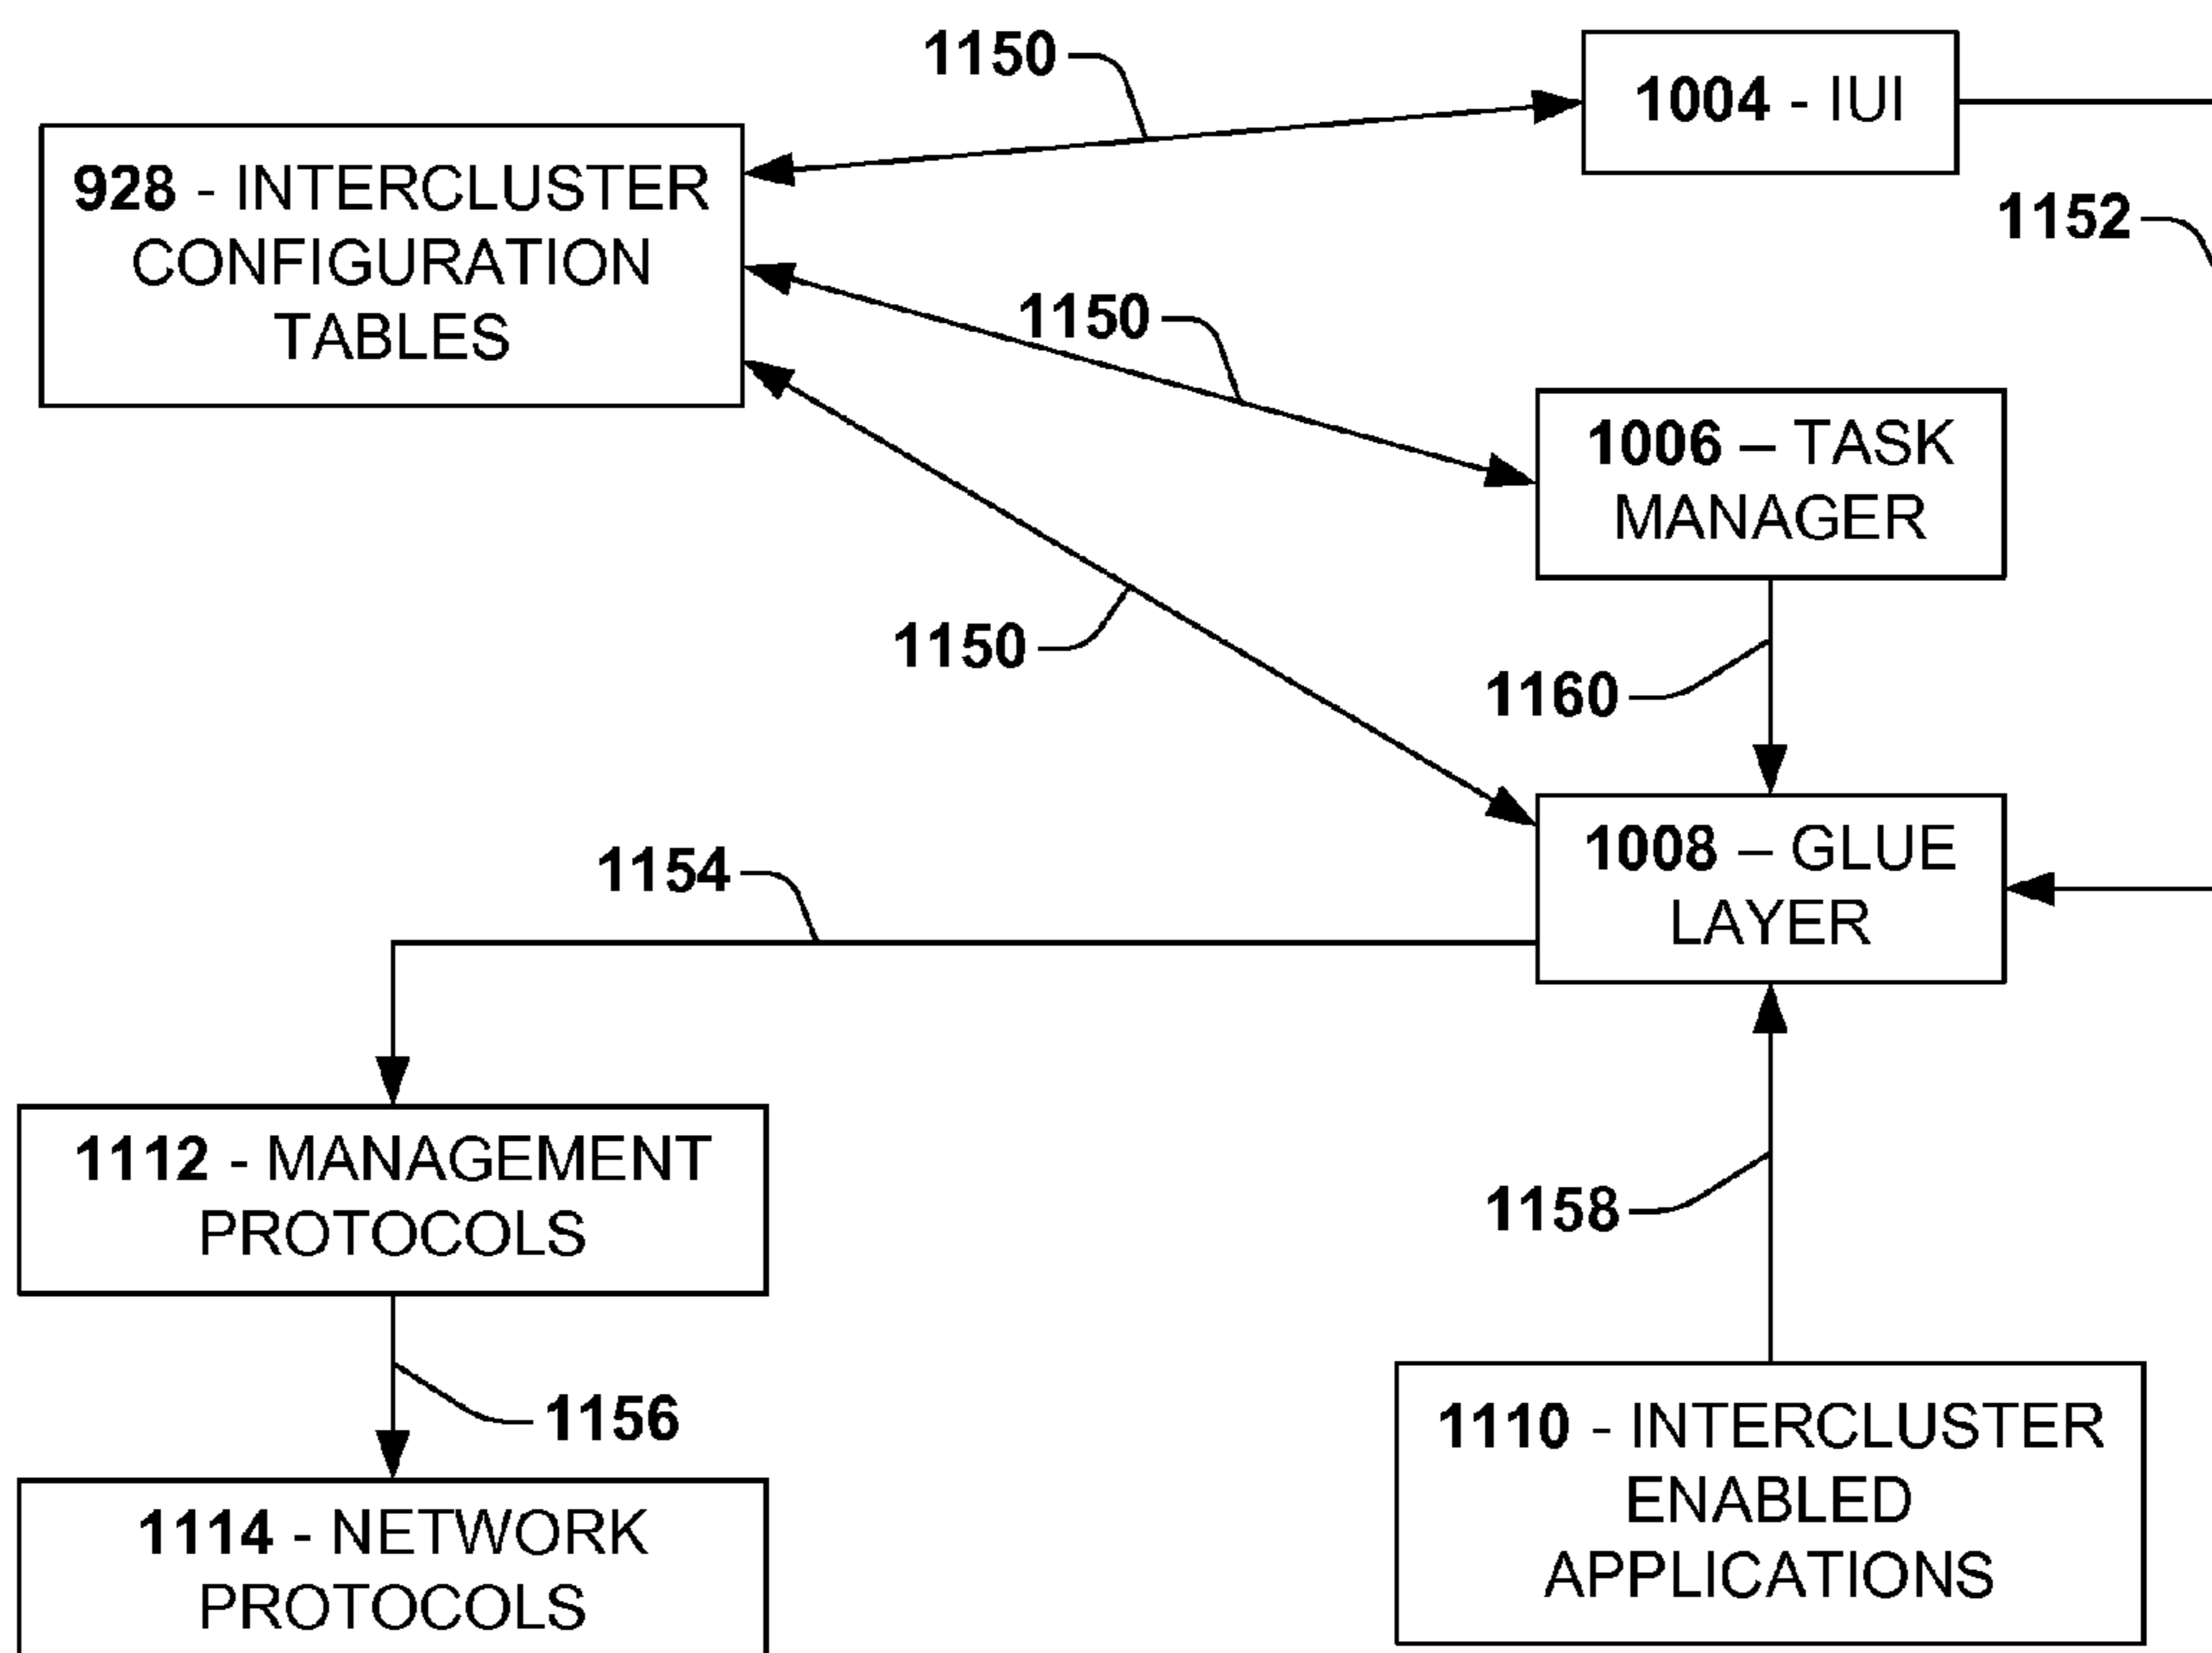 1150
1004 - IUI
928 - INTERCLUSTER
CONFIGURATION
TABLES
1152
1150
1006 – TASK
MANAGER
1150
1160
1008 – GLUE
LAYER
1154
1112 - MANAGEMENT
PROTOCOLS
1158
1156
1110 - INTERCLUSTER
ENABLED
APPLICATIONS
1114 - NETWORK
PROTOCOLS